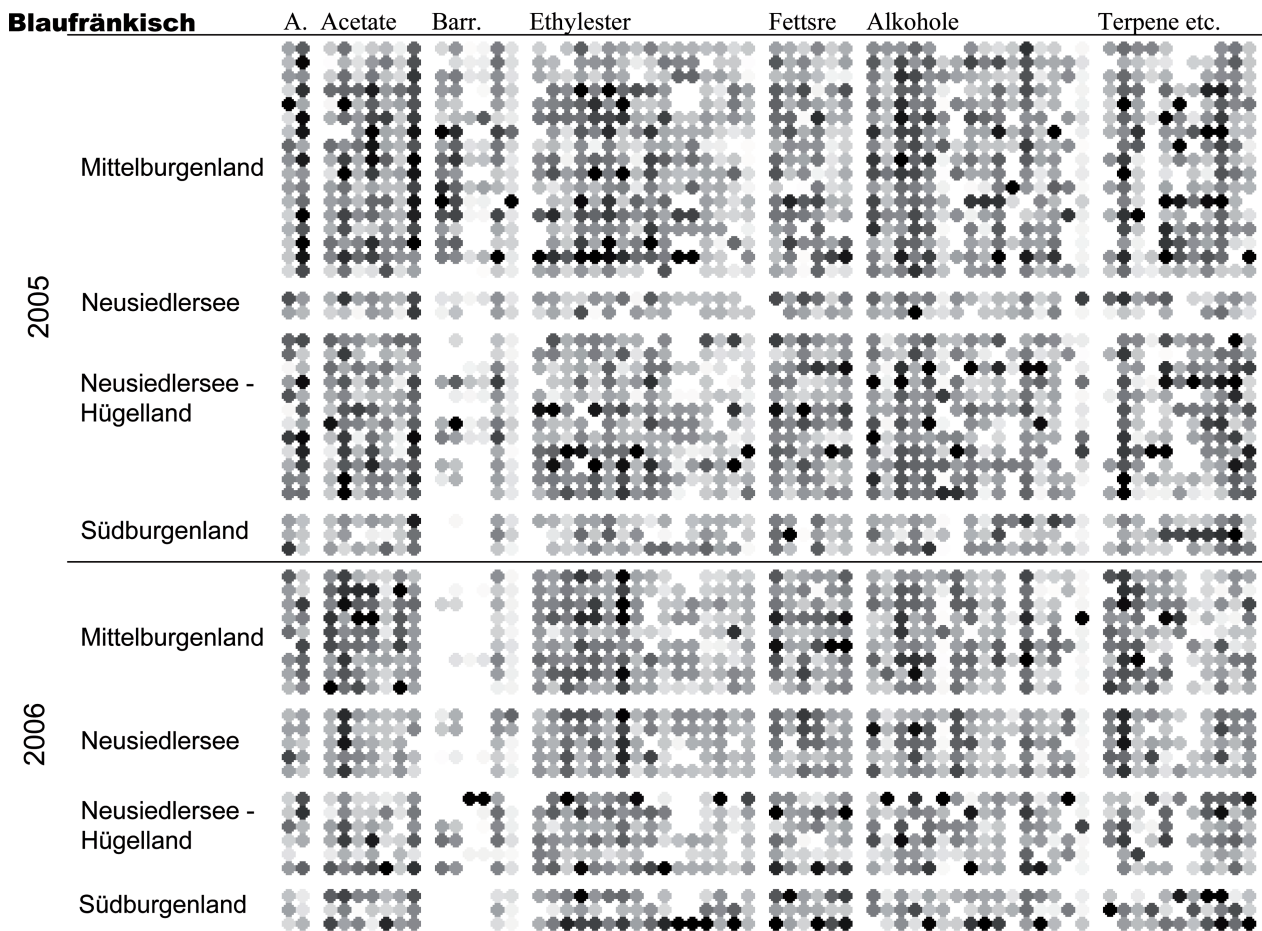 Blaufränkisch A. Acetate Barr. Ethylester Fettsre Alkohole Terpene etc.
2005
Mittelburgenland
Neusiedlersee
Neusiedlersee -
Hügelland
Südburgenland
2006
Mittelburgenland
Neusiedlersee
Neusiedlersee -
Hügelland
Südburgenland